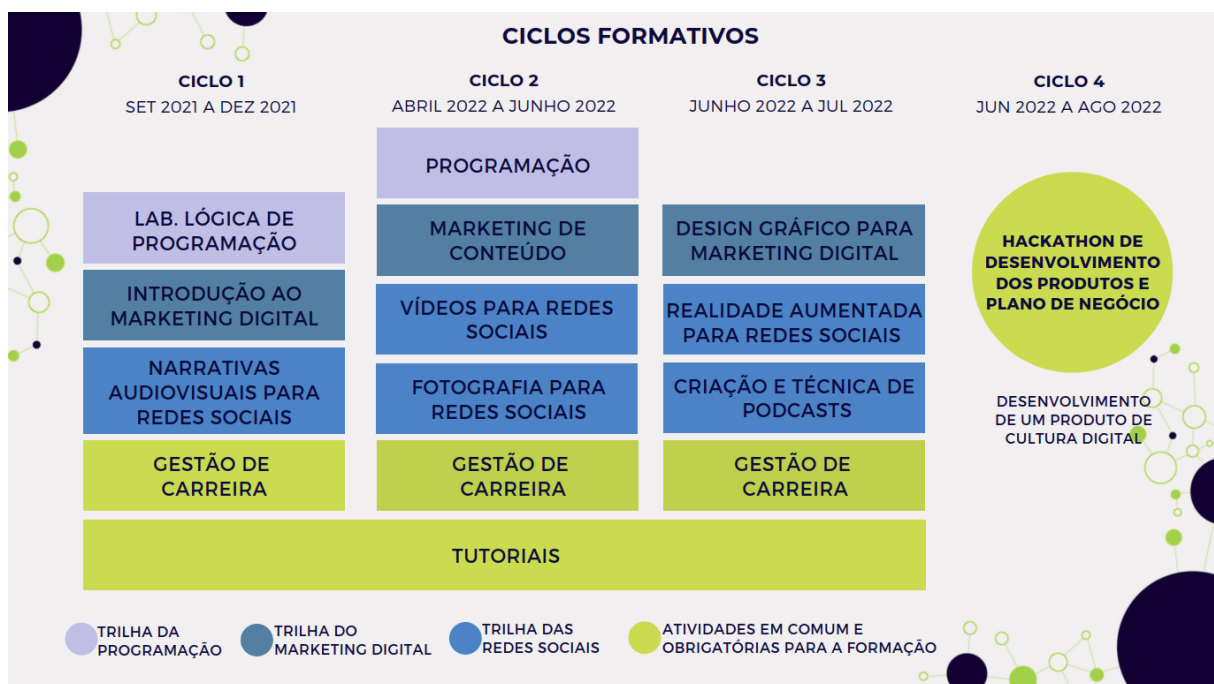 CICLOS FORMATIVOS
CICLO 1
SET 2021 A DEZ 2021
LAB. LÓGICA DE
PROGRAMAÇÃO
INTRODUÇÃO AO
MARKETING DIGITAL
NARRATIVAS
AUDIOVISUAIS PARA
REDES SOCIAIS
GESTÃO DE
CARREIRA
CICLO 2
ABRIL 2022 A JUNHO 2022
PROGRAMAÇÃO
MARKETING DE
CONTEÚDO
VÍDEOS PARA REDES
SOCIAIS
FOTOGRAFIA PARA
REDES SOCIAIS
GESTÃO DE
CARREIRA
CICLO 3
JUNHO 2022 A JUL 2022
DESIGN GRÁFICO PARA
MARKETING DIGITAL
REALIDADE AUMENTADA
PARA REDES SOCIAIS
CRIAÇÃO E TÉCNICA DE
PODCASTS
GESTÃO DE
CARREIRA
TUTORIAIS
CICLO 4
JUN 2022 A AGO 2022
HACKATHON DE
DESENVOLVIMENTO
DOS PRODUTOS E
PLANO DE NEGÓCIO
DESENVOLVIMENTO
DE UM PRODUTO DE
CULTURA DIGITAL
TRILHA DA
PROGRAMAÇÃO
TRILHA DO
MARKETING DIGITAL
TRILHA DAS
REDES SOCIAIS
ATIVIDADES EM COMUM E
OBRIGATÓRIAS PARA A FORMAÇÃO